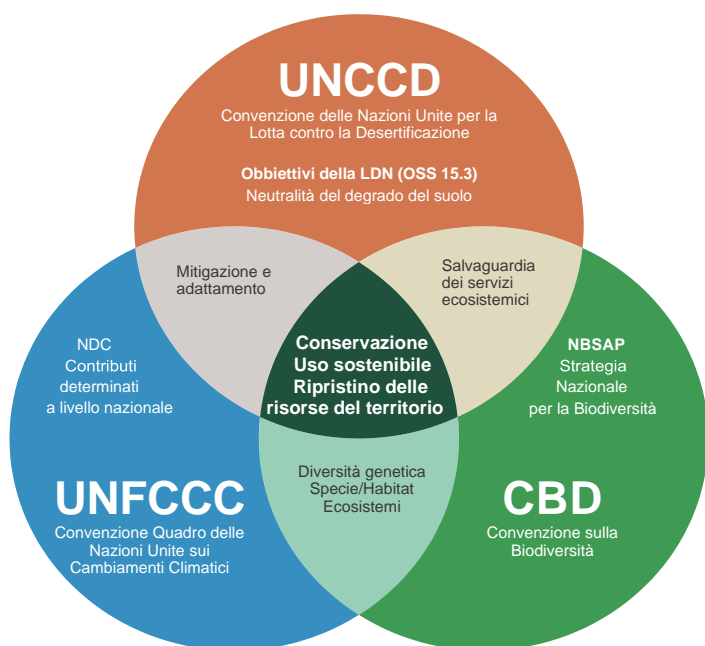 UNCCD
Convenzione delle Nazioni Unite per la
Lotta contro la Desertificazione
Obbiettivi della LDN (OSS 15.3)
Neutralità del degrado del suolo
Mitigazione e
adattamento
Salvaguardia
dei servizi
ecosistemici
Conservazione
Uso sostenibile
Ripristino delle
risorse del territorio
NDC
Contributi
determinati
a livello nazionale
NBSAP
Strategia
Nazionale
per la Biodiversità
UNFCCC
Convenzione Quadro delle
Nazioni Unite sui
Cambiamenti Climatici
Diversità genetica
Specie/Habitat
Ecosistemi
CBD
Convenzione sulla
Biodiversità